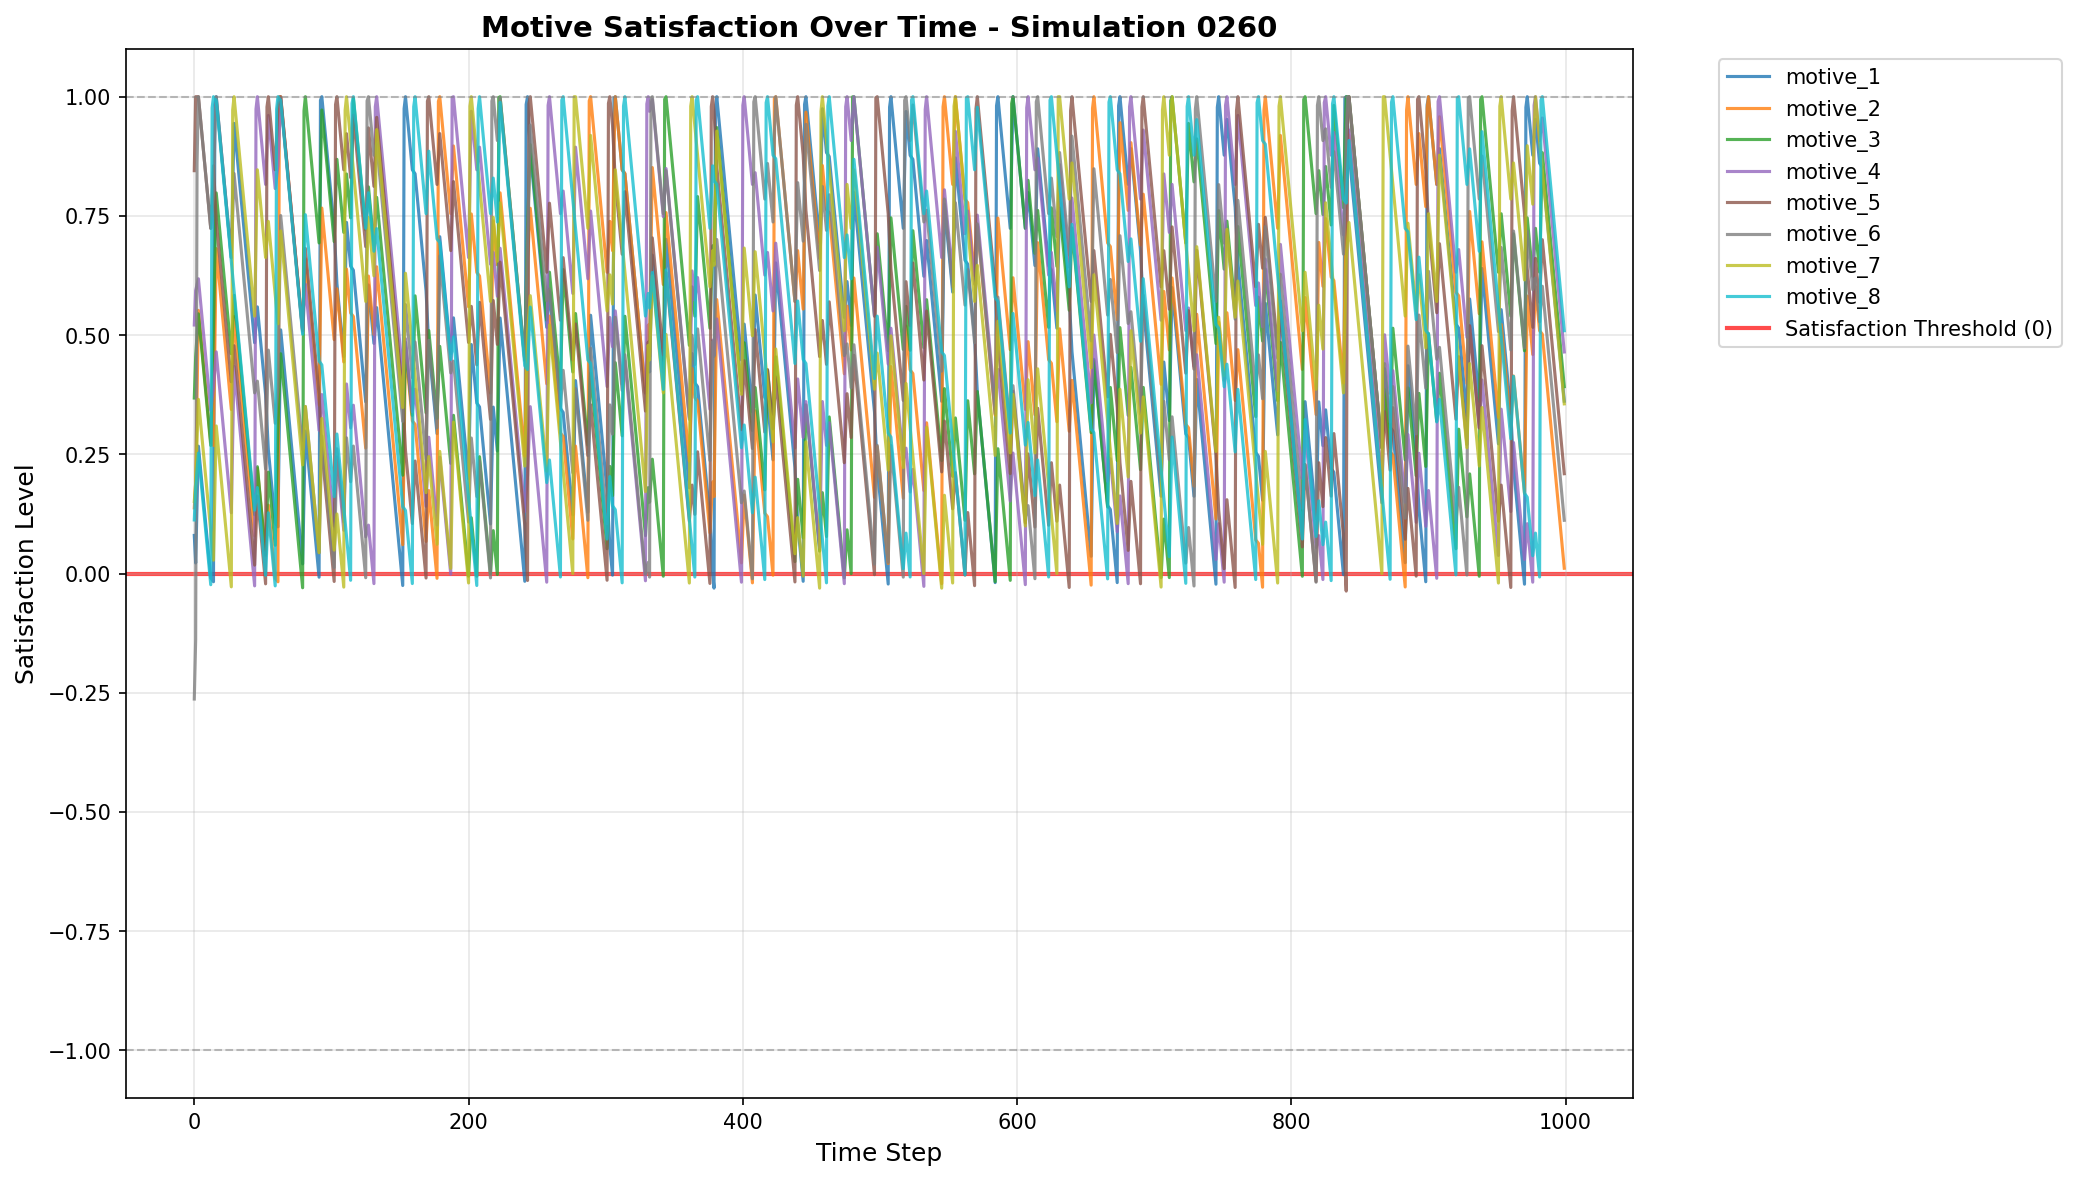 Motive Satisfaction Over Time - Simulation 0260
1.00
0.75
0.50
0.25
0.00
−0.25
−0.50
−0.75
−1.00
Satisfaction Level
0
200
400
600
800
1000
Time Step
motive_1
motive_2
motive_3
motive_4
motive_5
motive_6
motive_7
motive_8
Satisfaction Threshold (0)